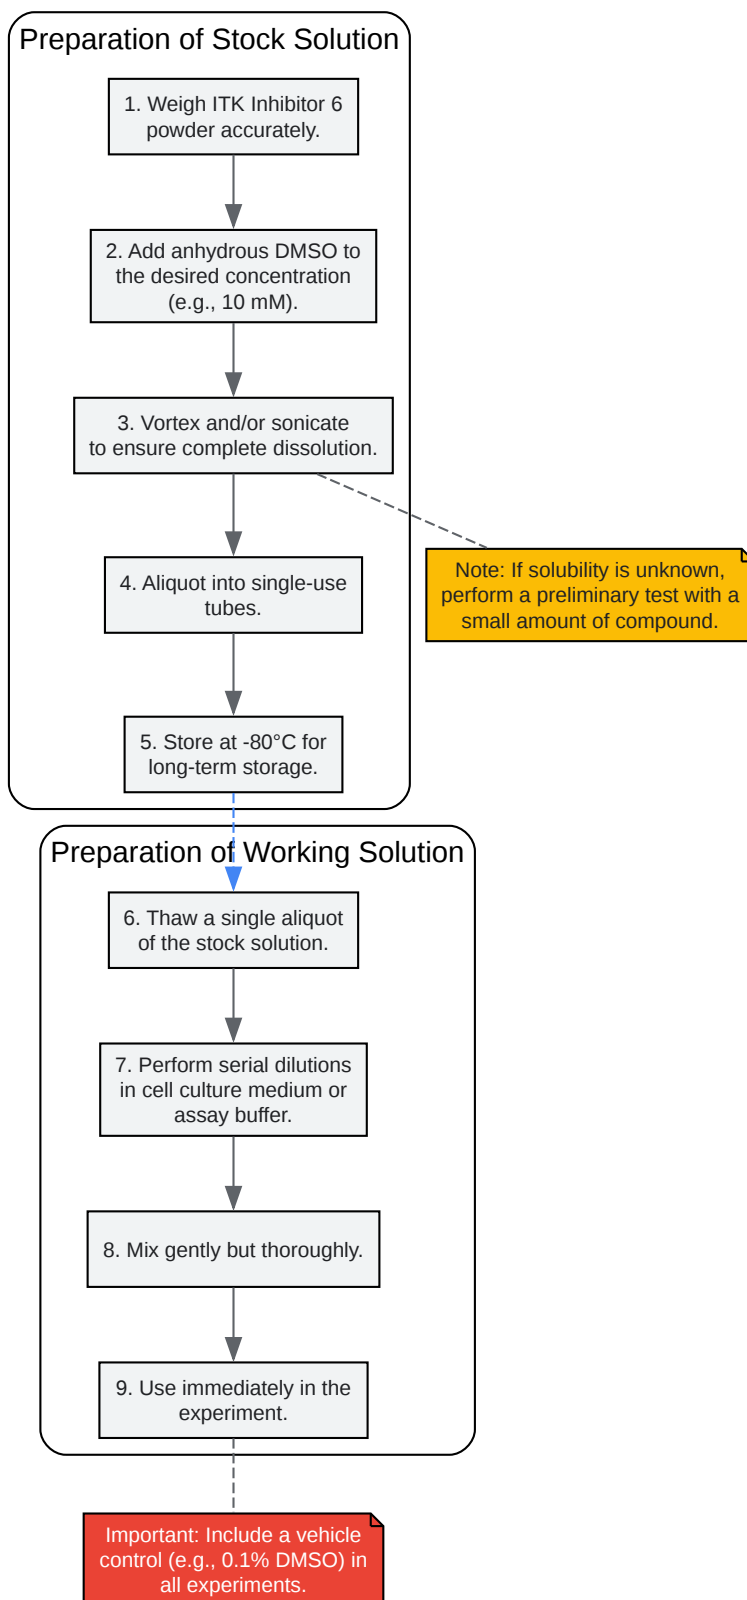 Preparation of Stock Solution
1. Weigh ITK Inhibitor 6
powder accurately.
2. Add anhydrous DMSO to
the desired concentration
(e.g., 10 mM).
3. Vortex and/or sonicate
to ensure complete dissolution.
Note: If solubility is unknown,
perform a preliminary test with a
small amount of compound.
4. Aliquot into single-use
tubes.
5. Store at -80°C for
long-term storage.
Preparation of Working Solution
6. Thaw a single aliquot
of the stock solution.
7. Perform serial dilutions
in cell culture medium or
assay buffer.
8. Mix gently but thoroughly.
9. Use immediately in the
experiment.
Important: Include a vehicle
control (e.g., 0.1% DMSO) in
all experiments.